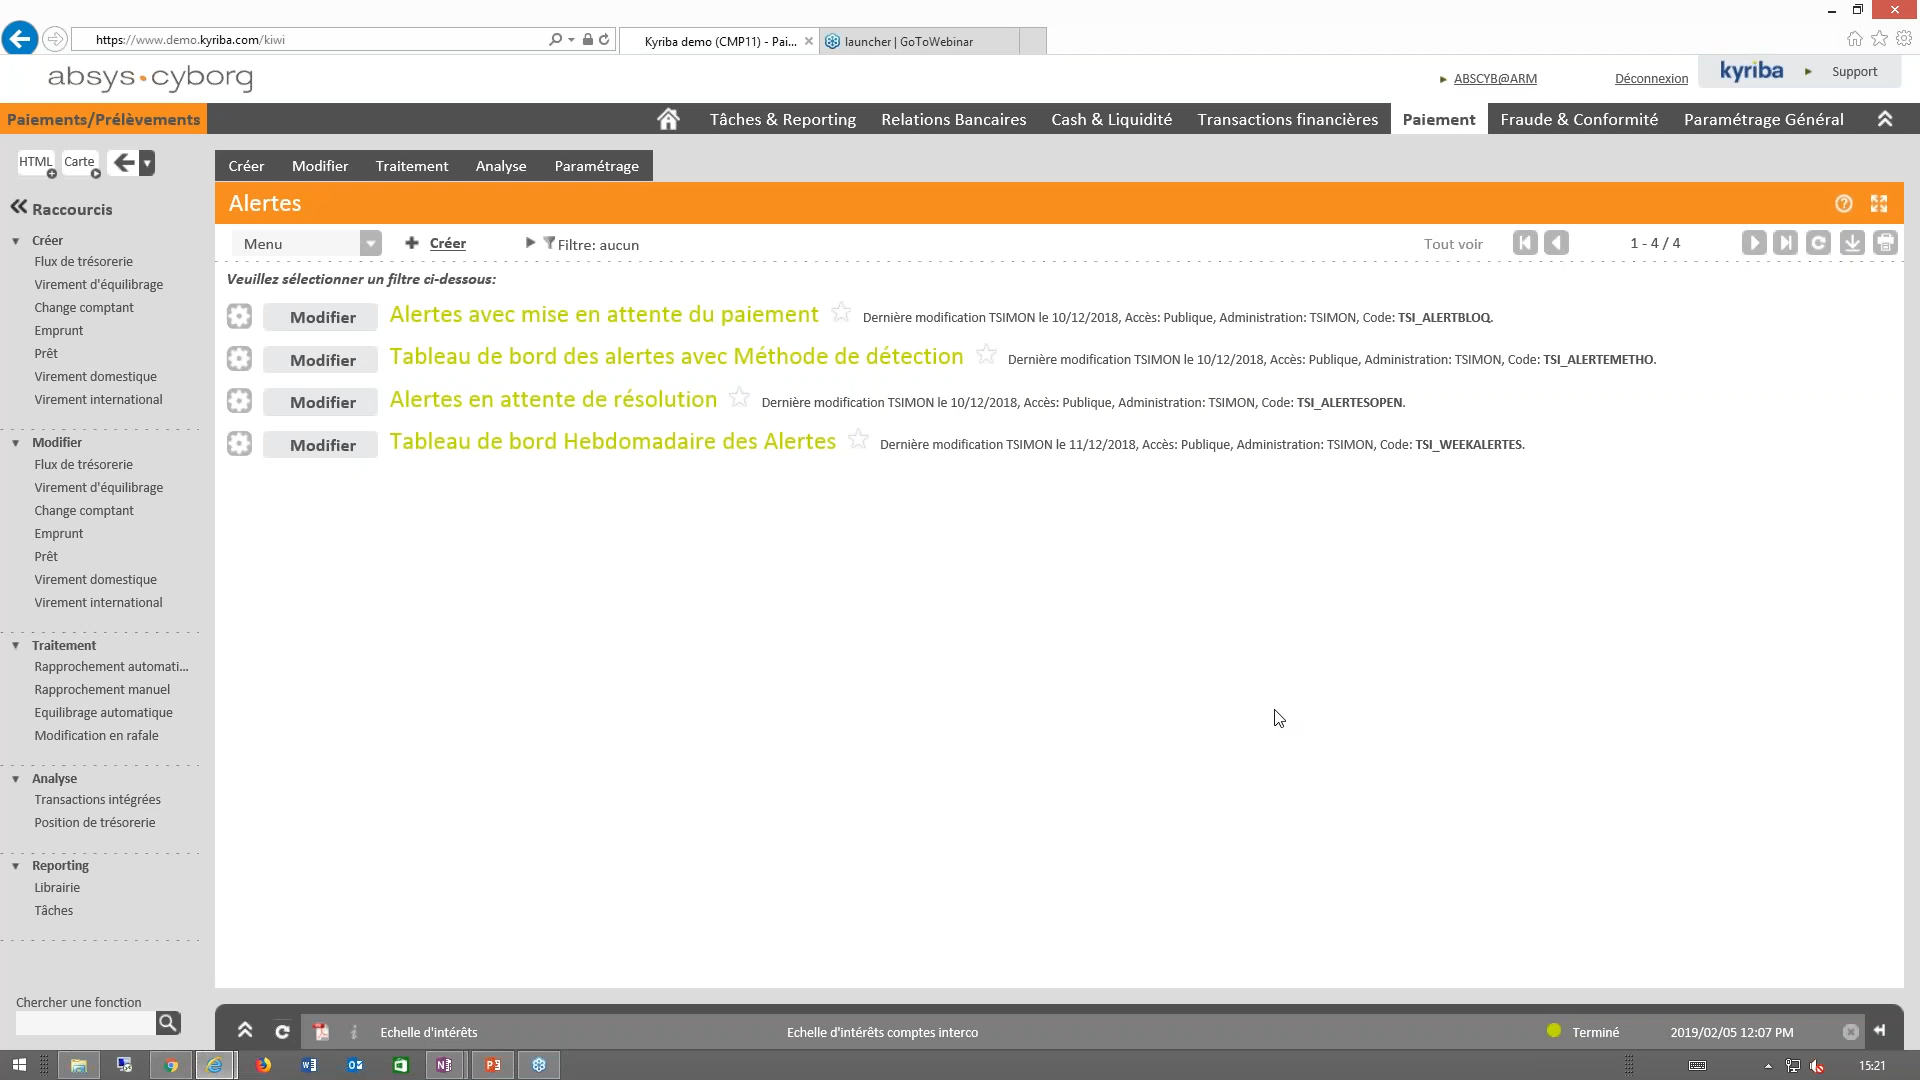 https://www.demo.kyriba.com/kiwi
Kyriba demo (CMP11) - Pai...
launcher | GoToWebinar
absys cyborg
ABSCYB@ARM
Déconnexion
kyriba
Support
Paiements/Prélèvements
Tâches & Reporting
Relations Bancaires
Cash & Liquidité
Transactions financières
Paiement
Fraude & Conformité
Paramétrage Général
HTML
Carte
Créer
Modifier
Traitement
Analyse
Paramétrage
Raccourcis
Créer
Flux de trésorerie
Virement d'équilibrage
Change comptant
Emprunt
Prêt
Virement domestique
Virement international
Modifier
Flux de trésorerie
Virement d'équilibrage
Change comptant
Emprunt
Prêt
Virement domestique
Virement international
Traitement
Rapprochement automati...
Rapprochement manuel
Equilibrage automatique
Modification en rafale
Analyse
Transactions intégrées
Position de trésorerie
Reporting
Librairie
Tâches
Chercher une fonction
Alertes
Menu
Créer
Filtre: aucun
Tout voir
1 - 4 / 4
Veuillez sélectionner un filtre ci-dessous:
Modifier Alertes avec mise en attente du paiement Dernière modification TSIMON le 10/12/2018, Accès: Publique, Administration: TSIMON, Code: TSI_ALERTBLOQ.
Modifier Tableau de bord des alertes avec Méthode de détection Dernière modification TSIMON le 10/12/2018, Accès: Publique, Administration: TSIMON, Code: TSI_ALERTEMETHO.
Modifier Alertes en attente de résolution Dernière modification TSIMON le 10/12/2018, Accès: Publique, Administration: TSIMON, Code: TSI_ALERTESOPEN.
Modifier Tableau de bord Hebdomadaire des Alertes Dernière modification TSIMON le 11/12/2018, Accès: Publique, Administration: TSIMON, Code: TSI_WEEKALERTES.
Echelle d'intérêts
Echelle d'intérêts comptes interco
Terminé
2019/02/05 12:07 PM
15:21